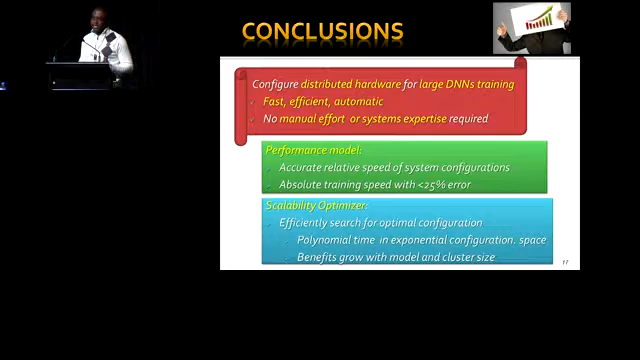 CONCLUSIONS
Configure distributed hardware for large DNNs training
Fast, efficient, automatic
No manual effort or systems expertise required
Performance model:
Accurate relative speed of system configurations
Absolute training speed with <25% error
Scalability Optimizer:
Efficiently search for optimal configuration
Polynomial time in exponential configuration. space
Benefits grow with model and cluster size
17